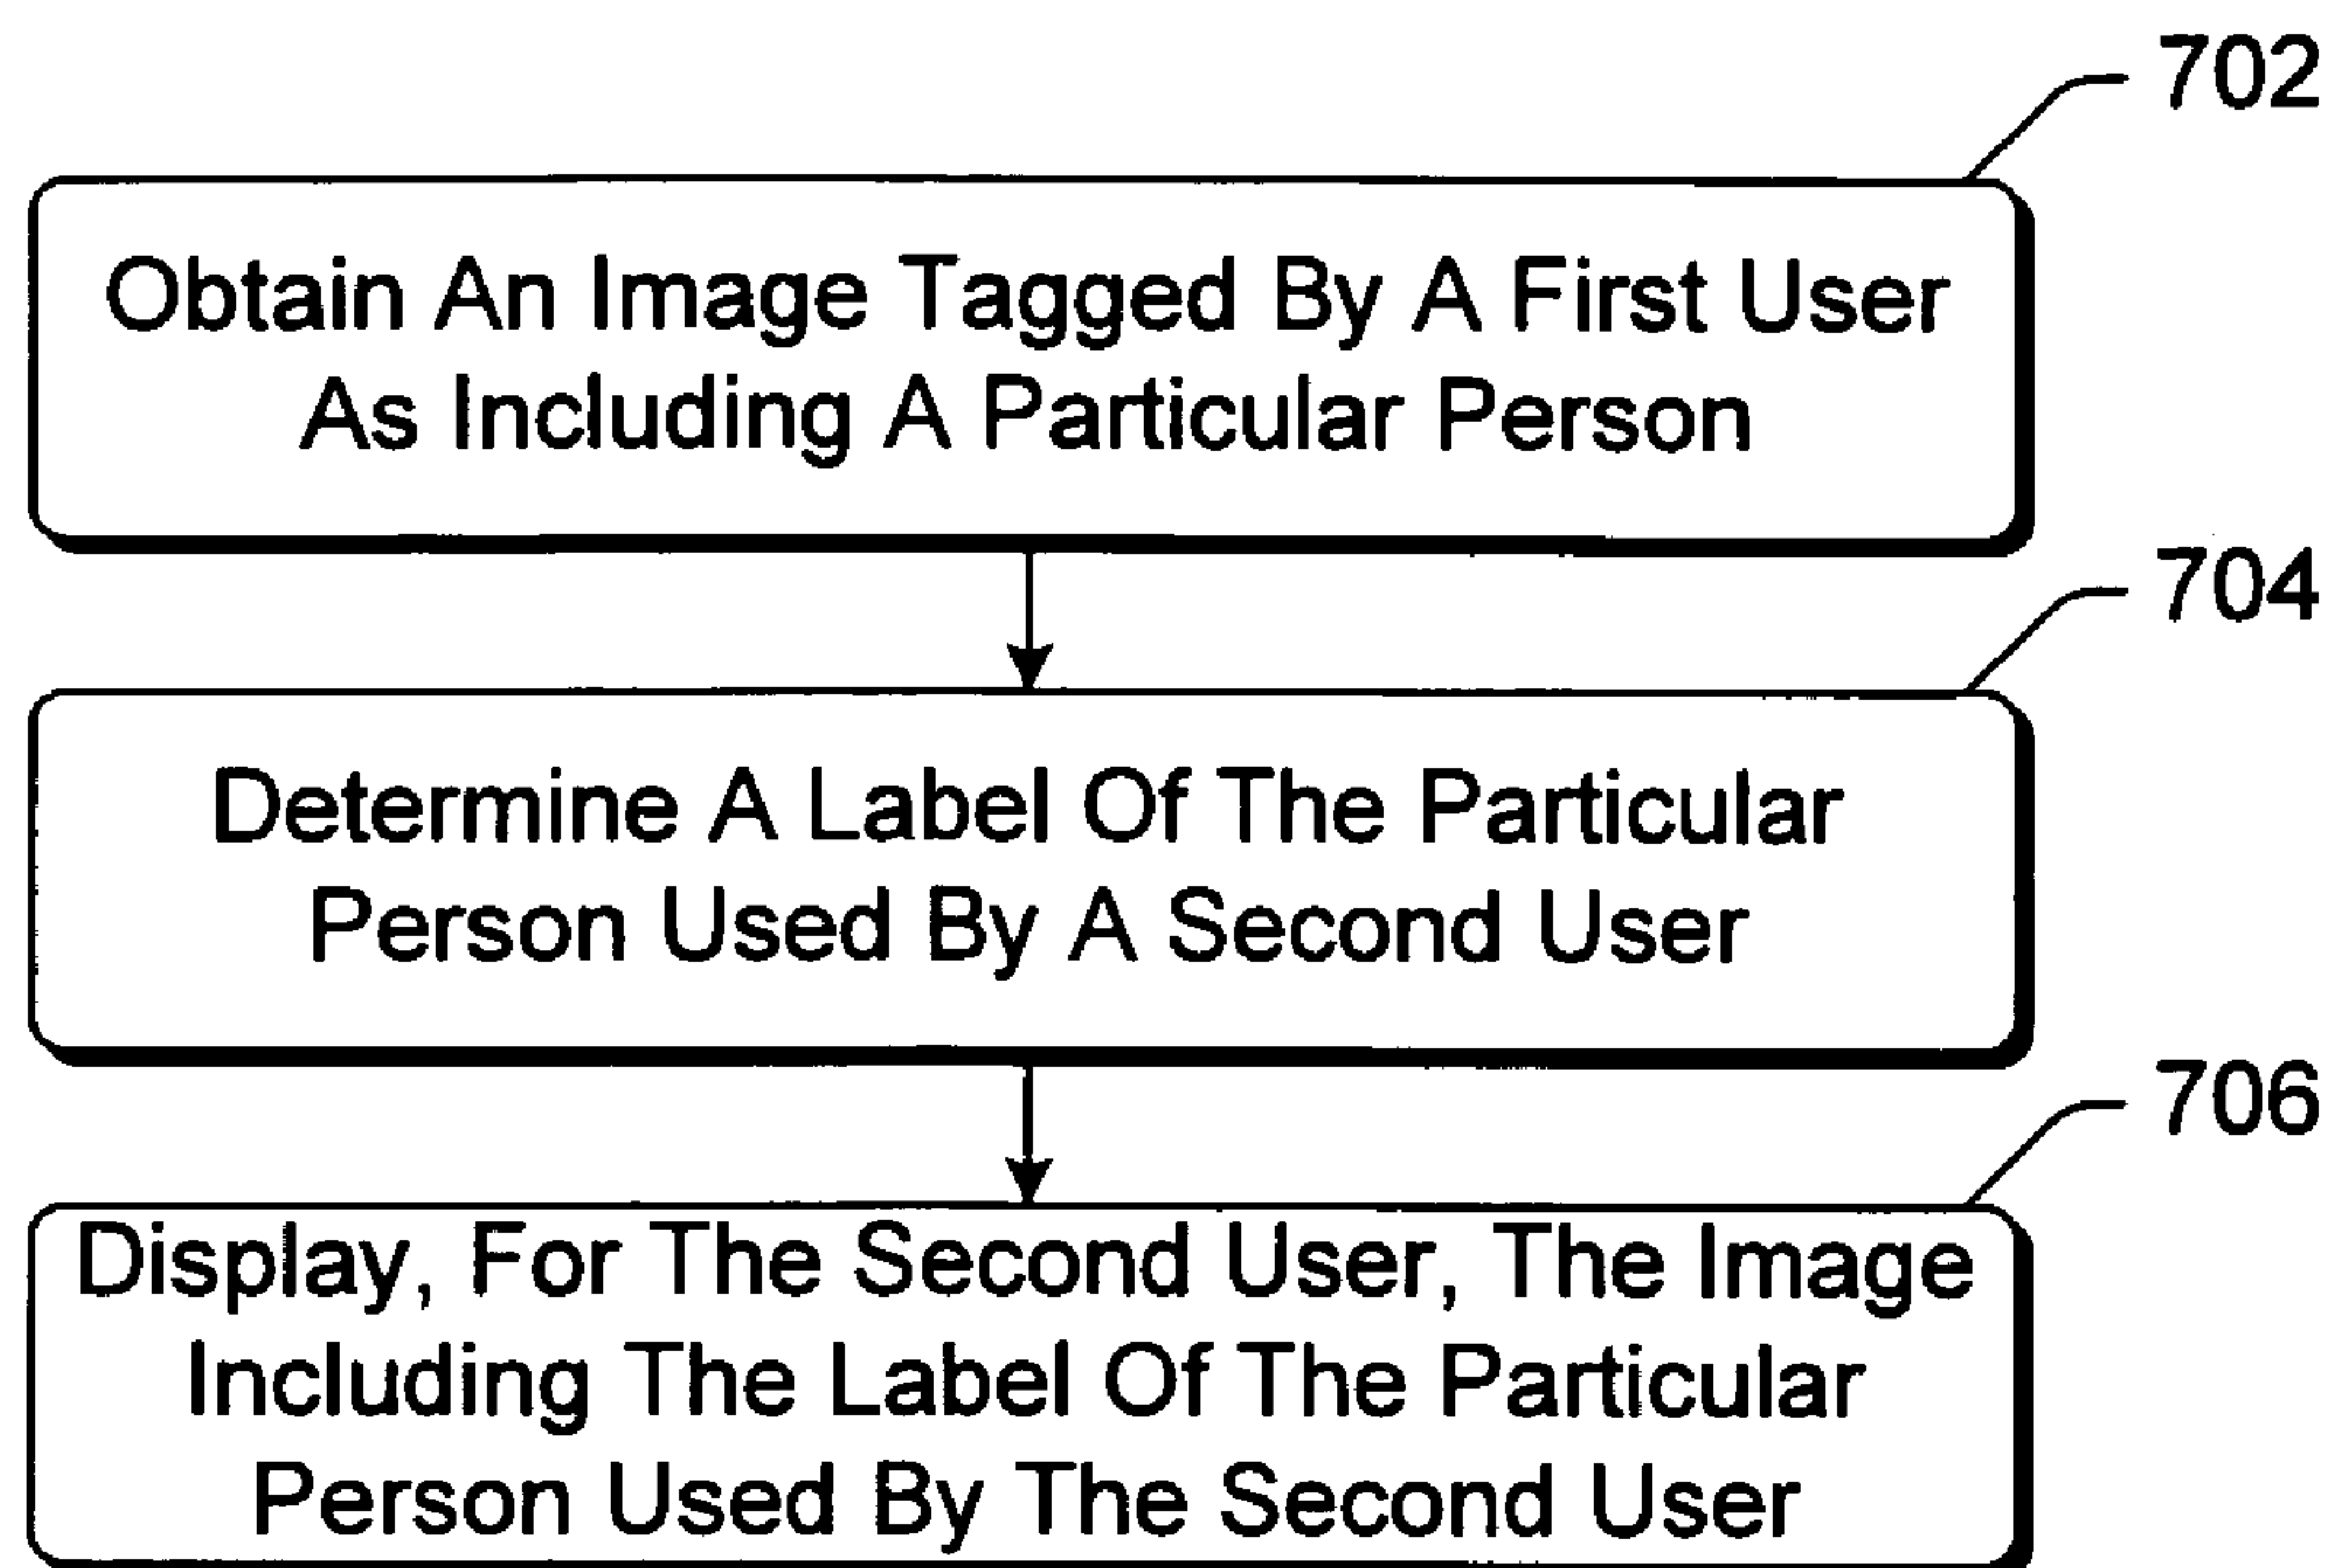 702
Obtain An Image Tagged By A First User
As Including A Particular Person
704
Determine A Label Of The Particular
Person Used By A Second User
706
Display, For The Second User, The Image
Including The Label Of The Particular
Person Used By The Second User